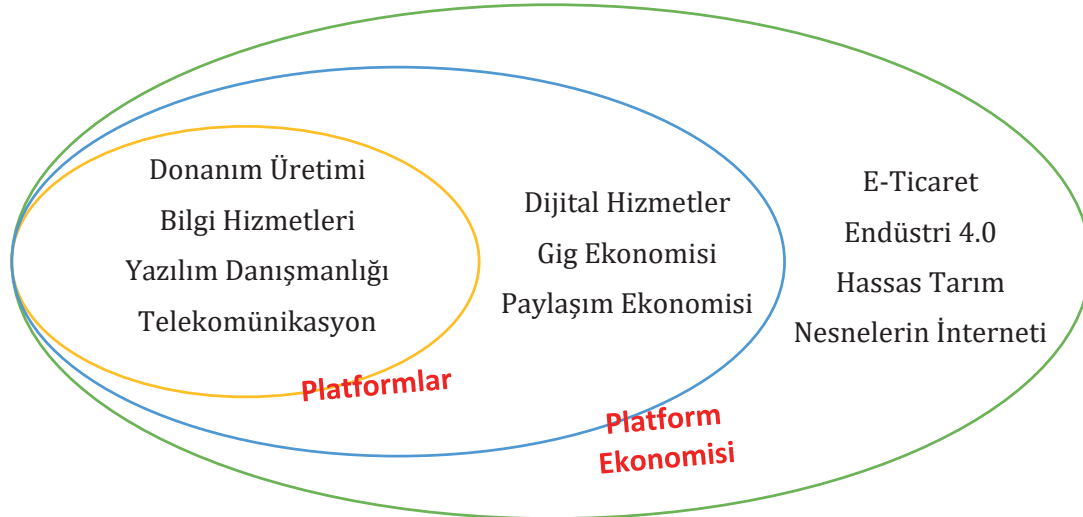 Donanım Üretimi
Bilgi Hizmetleri
Yazılım Danışmanlığı
Telekomünikasyon
Platformlar
Dijital Hizmetler
Gig Ekonomisi
Paylaşım Ekonomisi
Platform
Ekonomisi
E-Ticaret
Endüstri 4.0
Hassas Tarım
Nesnelerin İnterneti